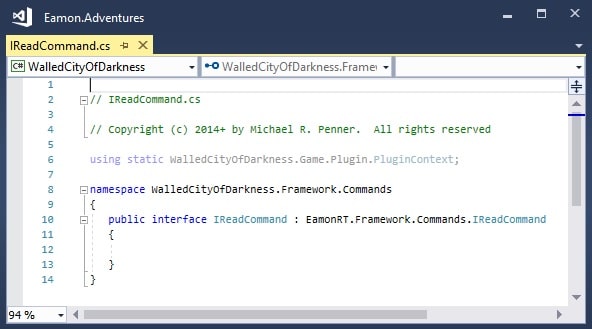 Eamon.Adventures
IReadCommand.cs
C# WalledCityOfDarkness WalledCityOfDarkness.Framev
1
2 // IReadCommand.cs
3
4 // Copyright (c) 2014+ by Michael R. Penner.  All rights reserved
5
6 using static WalledCityOfDarkness.Game.Plugin.PluginContext;
7
8 namespace WalledCityOfDarkness.Framework.Commands
9 {
10 public interface IReadCommand : EamonRT.Framework.Commands.IReadCommand
11 {
12
13 }
14 }
94 %